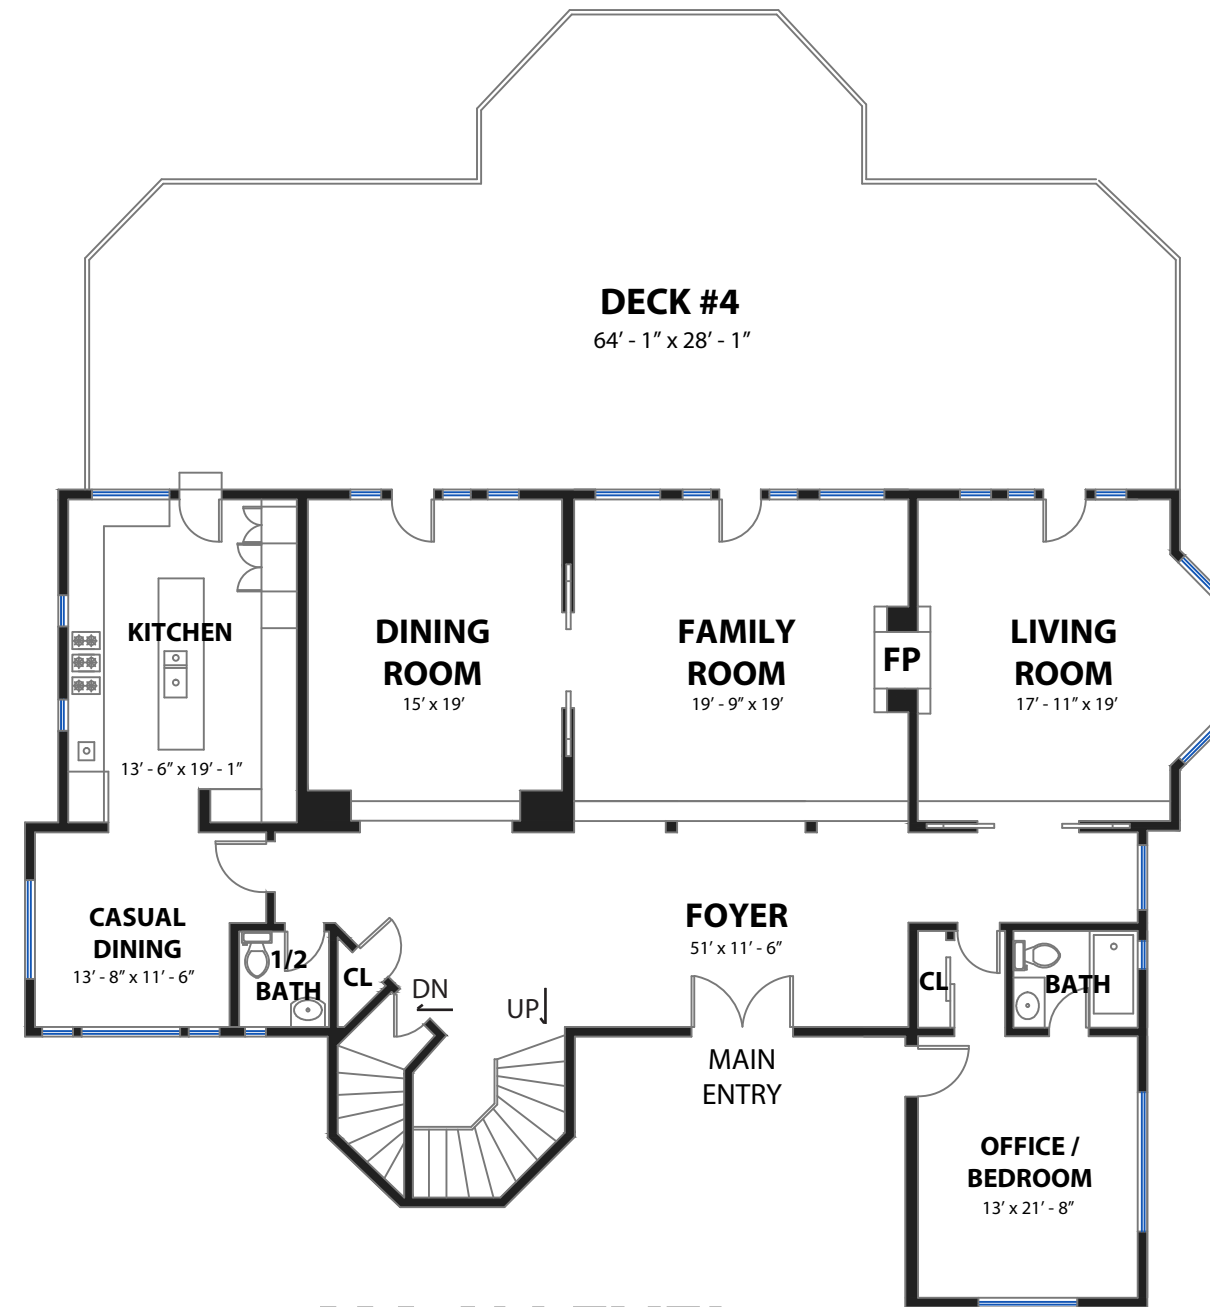 DECK #4
64’ - 1” x 28’ - 1”
KITCHEN
13’ - 6” x 19’ - 1”
DINING
ROOM
15’ x 19’
FAMILY
ROOM
19’ - 9” x 19’
FP
LIVING
ROOM
17’ - 11” x 19’
CASUAL
DINING
13’ - 8” x 11’ - 6”
1/2
BATH
CL
DN
UP
FOYER
51’ x 11’ - 6”
MAIN
ENTRY
CL
BATH
OFFICE /
BEDROOM
13’ x 21’ - 8”